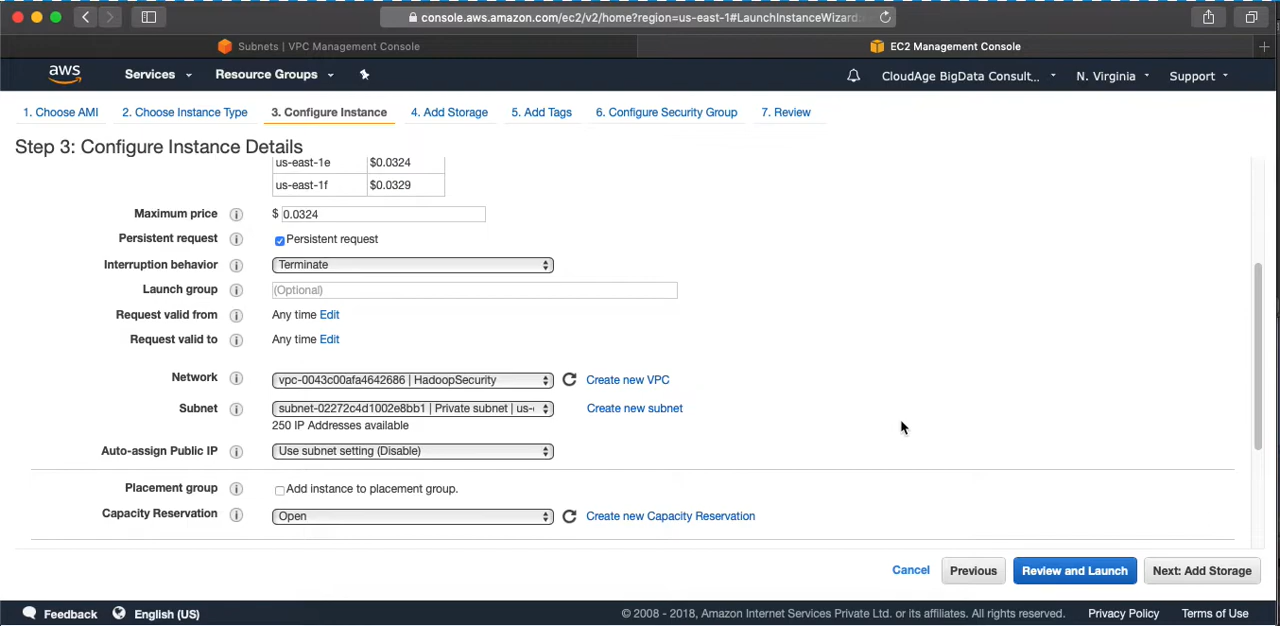 console.aws.amazon.com/ec2/v2/home?region=us-east-1#LaunchInstanceWizard:
Subnets | VPC Management Console
EC2 Management Console
aws
Services
Resource Groups
CloudAge BigData Consult...
N. Virginia
Support
1. Choose AMI
2. Choose Instance Type
3. Configure Instance
4. Add Storage
5. Add Tags
6. Configure Security Group
7. Review
Step 3: Configure Instance Details
us-east-1e $0.0324
us-east-1f $0.0329
Maximum price $ 0.0324
Persistent request Persistent request
Interruption behavior Terminate
Launch group (Optional)
Request valid from Any time Edit
Request valid to Any time Edit
Network vpc-0043c00afa4642686 | HadoopSecurity Create new VPC
Subnet subnet-02272c4d1002e8bb1 | Private subnet | us- Create new subnet
250 IP Addresses available
Auto-assign Public IP Use subnet setting (Disable)
Placement group Add instance to placement group.
Capacity Reservation Open Create new Capacity Reservation
Cancel Previous Review and Launch Next: Add Storage
Feedback English (US) © 2008 - 2018, Amazon Internet Services Private Ltd. or its affiliates. All rights reserved. Privacy Policy Terms of Use